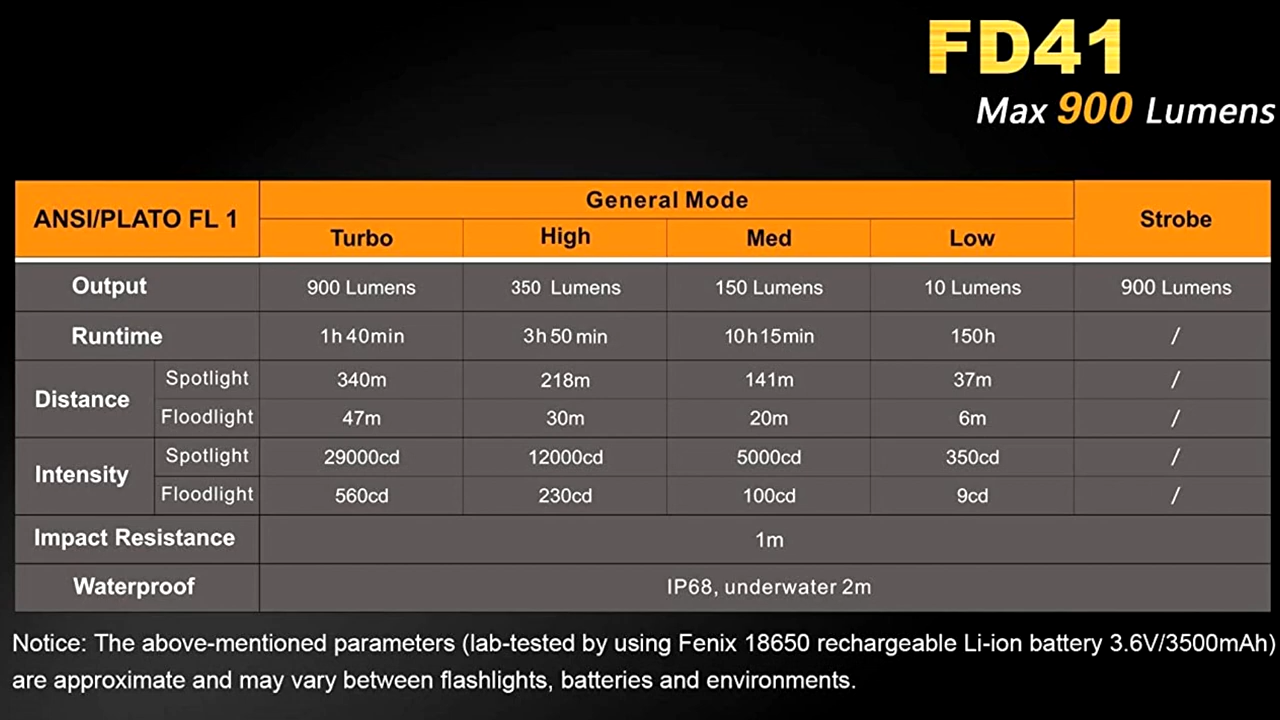 FD41
Max 900 Lumens
ANSI/PLATO FL 1
General Mode
Strobe
Turbo High Med Low
Output 900 Lumens 350 Lumens 150 Lumens 10 Lumens 900 Lumens
Runtime 1h 40min 3h 50 min 10h 15min 150h /
Distance
Spotlight 340m 218m 141m 37m /
Floodlight 47m 30m 20m 6m /
Intensity
Spotlight 29000cd 12000cd 5000cd 350cd /
Floodlight 560cd 230cd 100cd 9cd /
Impact Resistance 1m
Waterproof IP68, underwater 2m
Notice: The above-mentioned parameters (lab-tested by using Fenix 18650 rechargeable Li-ion battery 3.6V/3500mAh)
are approximate and may vary between flashlights, batteries and environments.